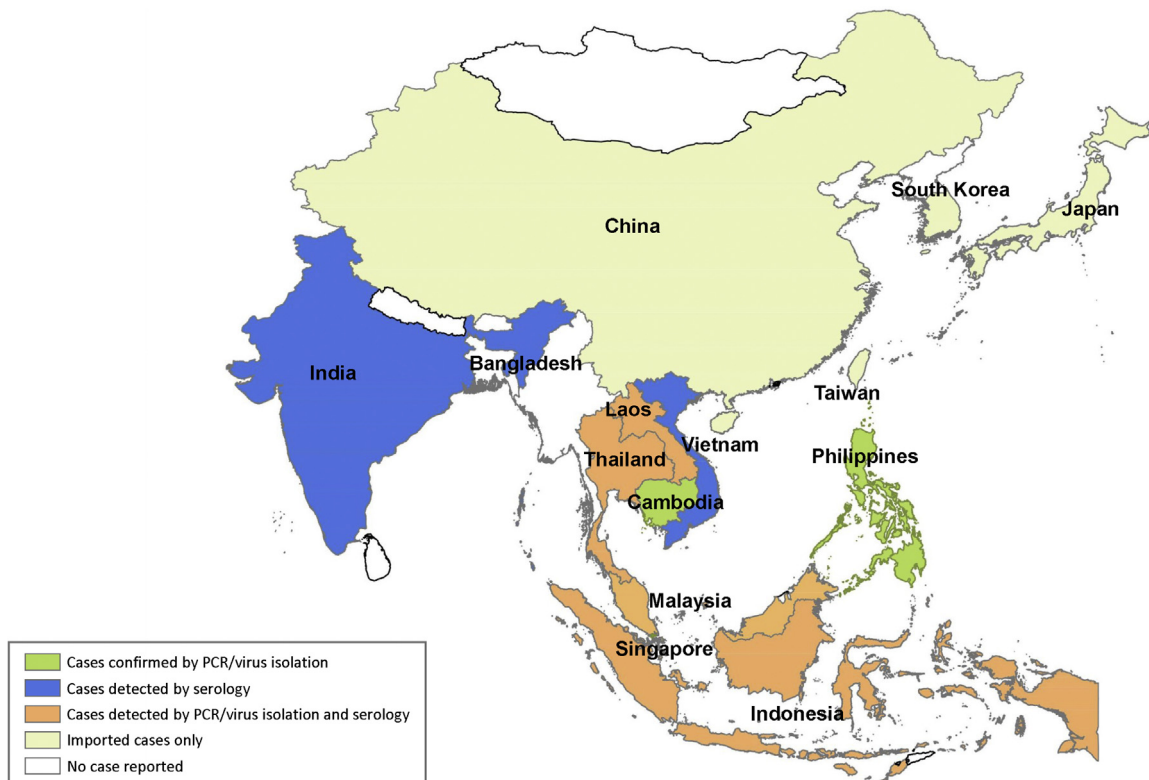 China
South Korea
Japan
India
Bangladesh
Taiwan
Laos
Vietnam
Thailand
Philippines
Cambodia
Malaysia
Singapore
Indonesia
Cases confirmed by PCR/virus isolation
Cases detected by serology
Cases detected by PCR/virus isolation and serology
Imported cases only
No case reported